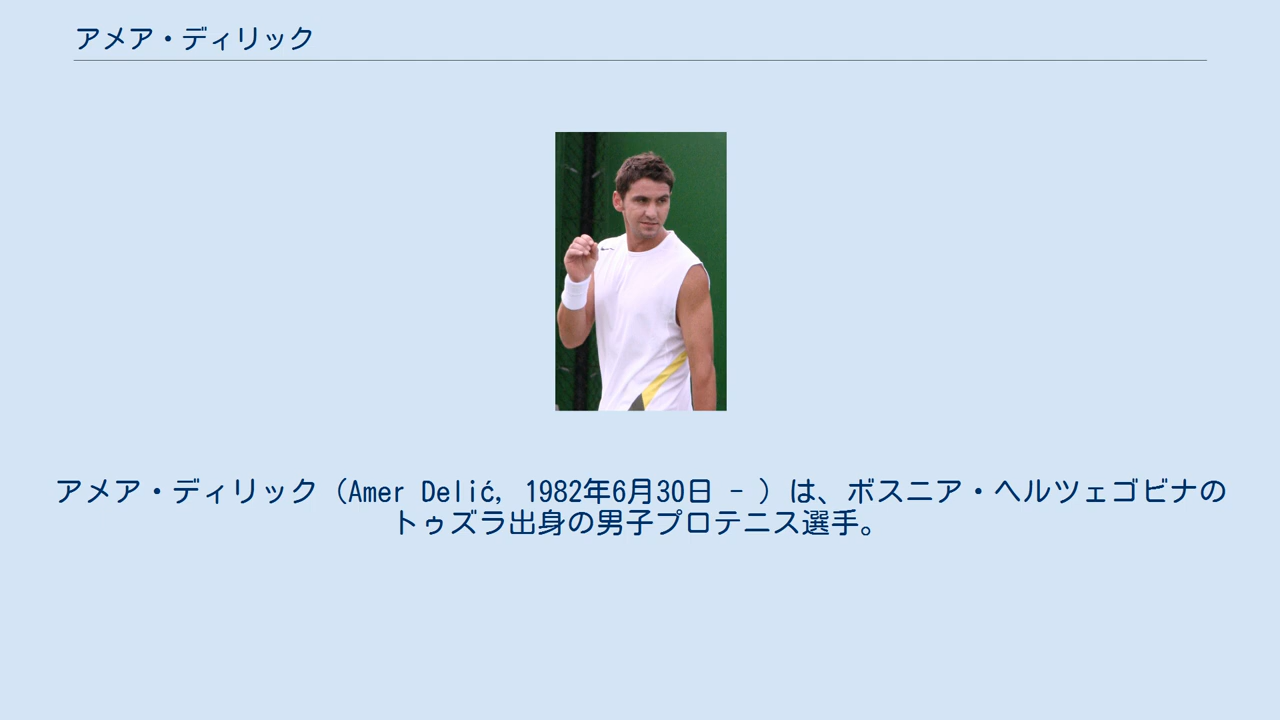 アメア・ディリック
アメア・ディリック（Amer Delić, 1982年6月30日 - ）は、ボスニア・ヘルツェゴビナの
トゥズラ出身の男子プロテニス選手。